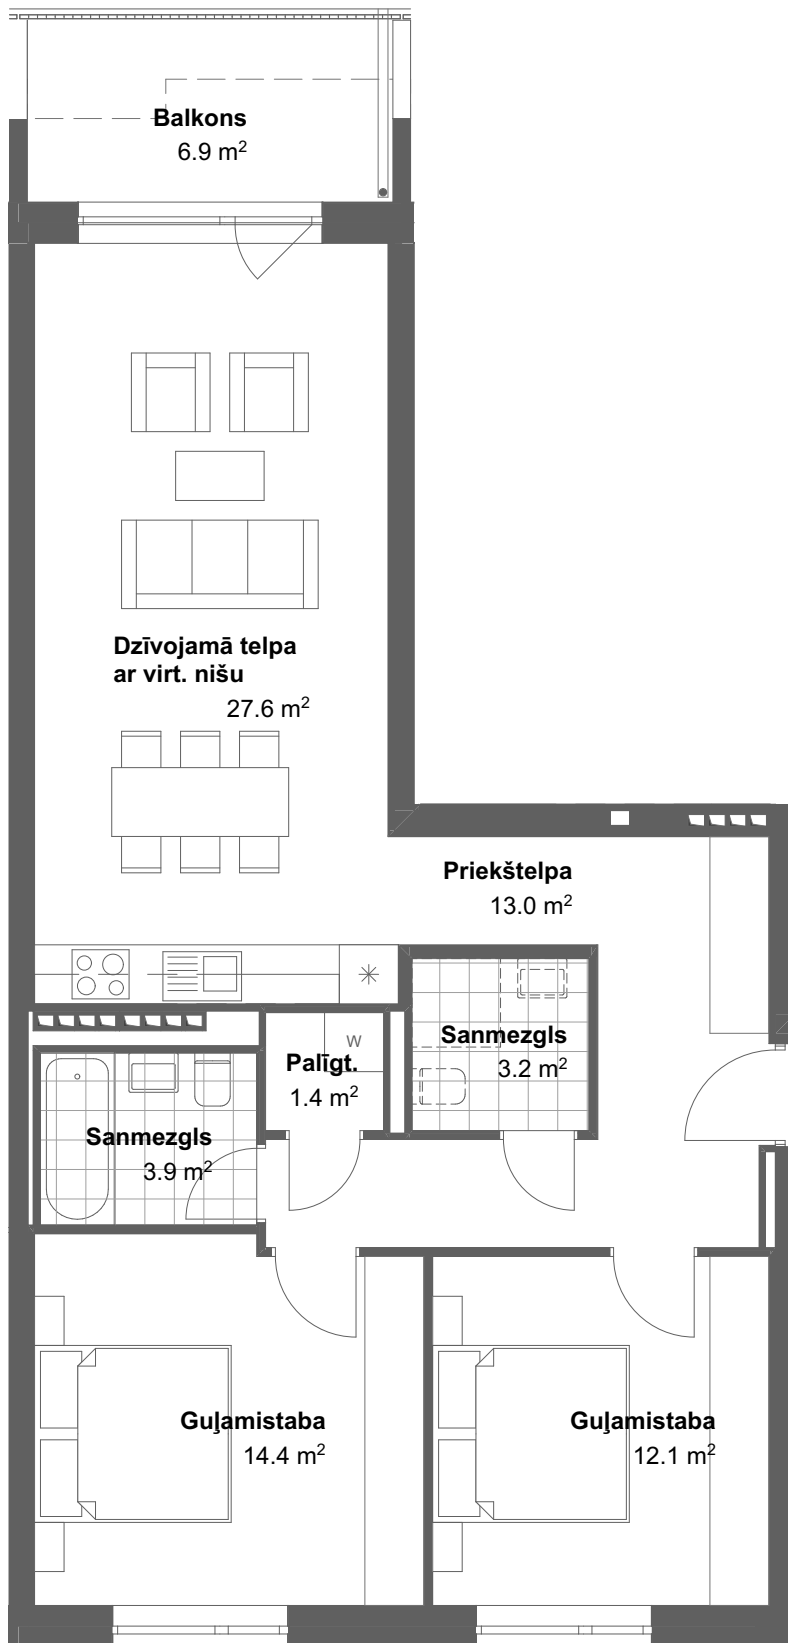 Balkons
6.9 m²
Dzīvojamā telpa
ar virt. nišu
27.6 m²
Priekštelpa
13.0 m²
Sanmezgls
3.2 m²
W
Palīgt.
1.4 m²
Sanmezgls
3.9 m²
Guļamistaba
14.4 m²
Guļamistaba
12.1 m²